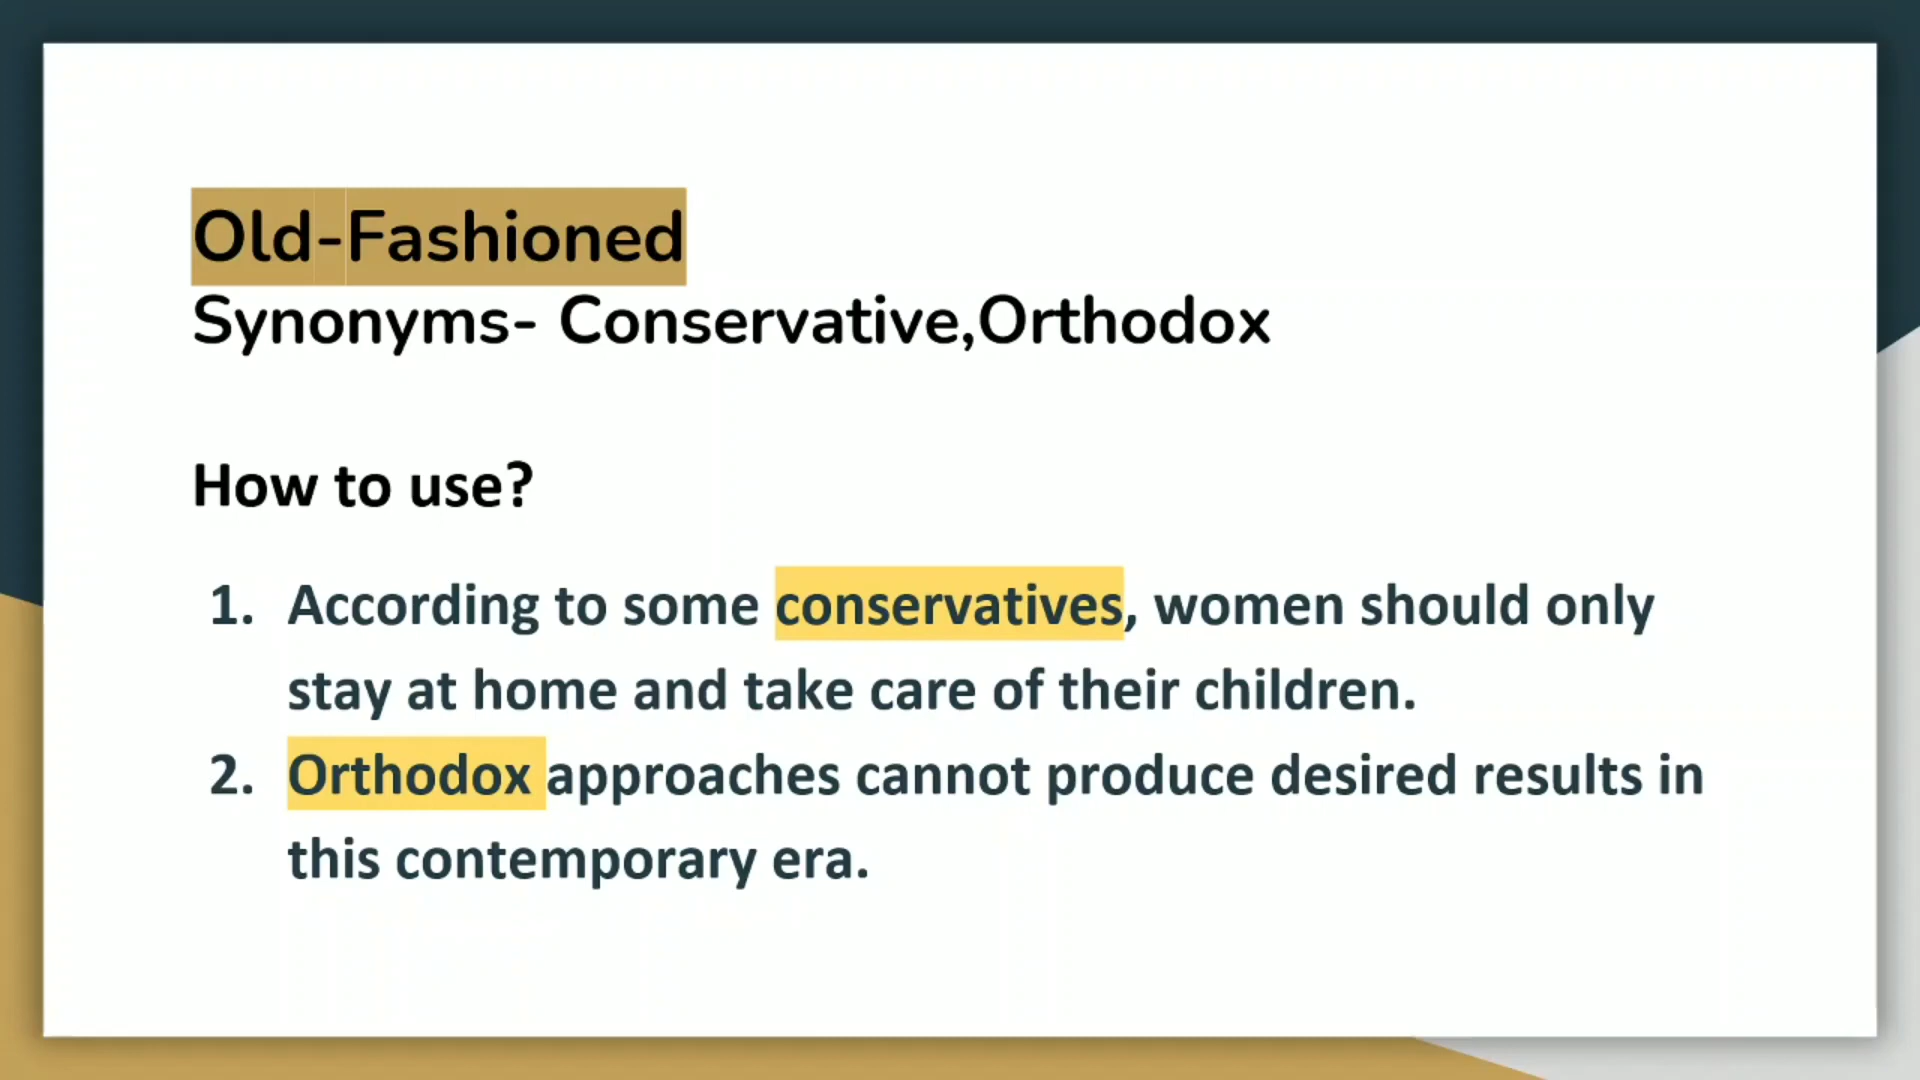 Old-Fashioned
Synonyms- Conservative,Orthodox
How to use?
1. According to some conservatives, women should only
stay at home and take care of their children.
2. Orthodox approaches cannot produce desired results in
this contemporary era.